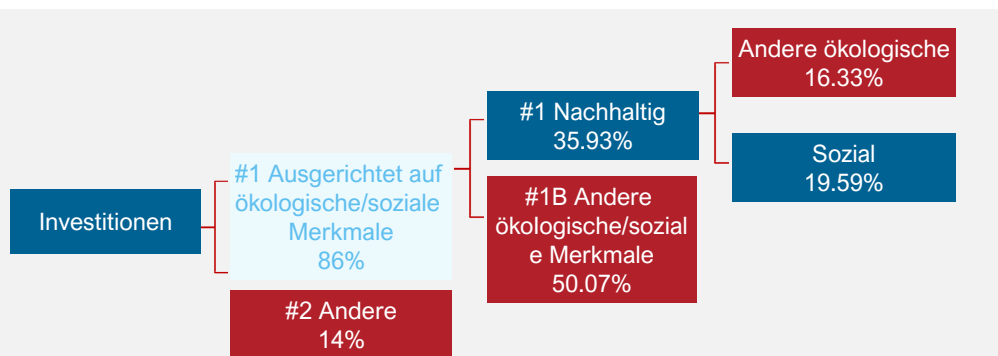 Investitionen
#1 Ausgerichtet auf
ökologische/soziale
Merkmale
86%
#2 Andere
14%
#1 Nachhaltig
35.93%
#1B Andere
ökologische/sozial
e Merkmale
50.07%
Andere ökologische
16.33%
Sozial
19.59%